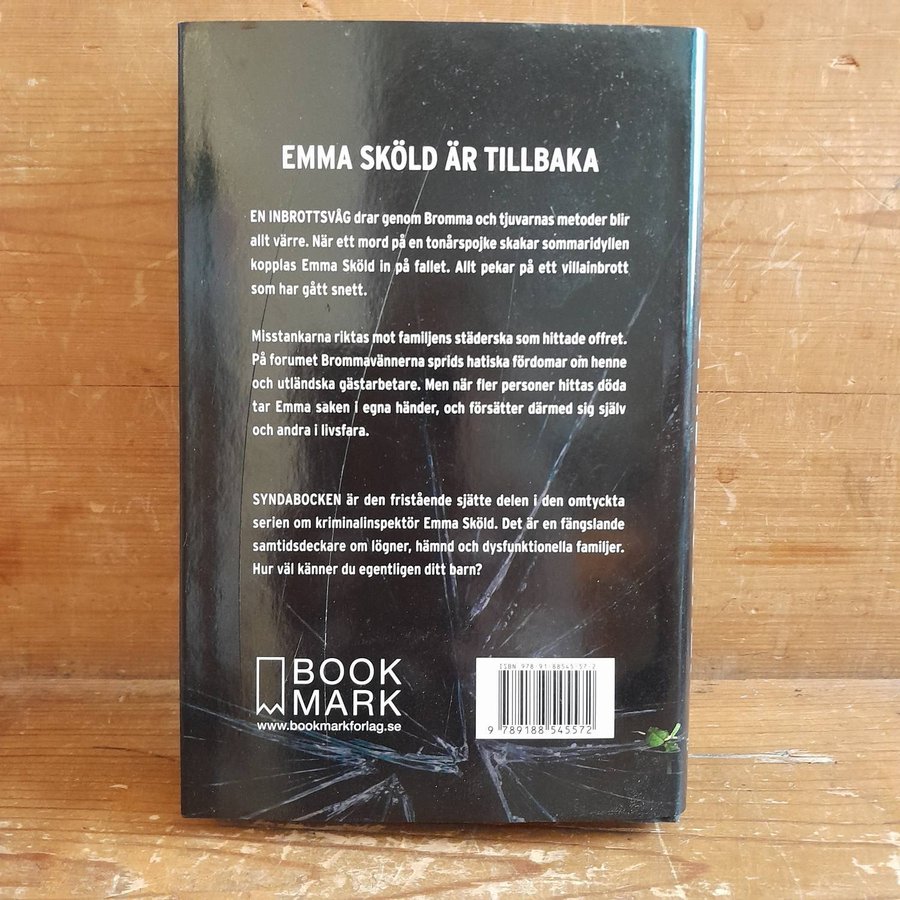 EMMA SKÖLD ÄR TILLBAKA
EN INBROTTSVÅG drar genom Bromma och tjuvarnas metoder blir
allt värre. När ett mord på en tonårspojke skakar sommaridyllen
kopplas Emma Sköld in på fallet. Allt pekar på ett villainbrott
som har gått snett.
Misstankarna riktas mot familjens städerska som hittade offret.
På forumet Brommavännerna sprids hatiska fördomar om henne
och utländska gästarbetare. Men när fler personer hittas döda
tar Emma saken i egna händer, och försätter därmed sig själv
och andra i livsfara.
SYNDABOCKEN är den fristående sjätte delen i den omtyckta
serien om kriminalinspektör Emma Sköld. Det är en fängslande
samtidsdeckare om lögner, hämnd och dysfunktionella familjer.
Hur väl känner du egentligen ditt barn?
BOOK
MARK
www.bookmarkforlag.se
ISBN 978 91 88545 57 2
9 789188 545572